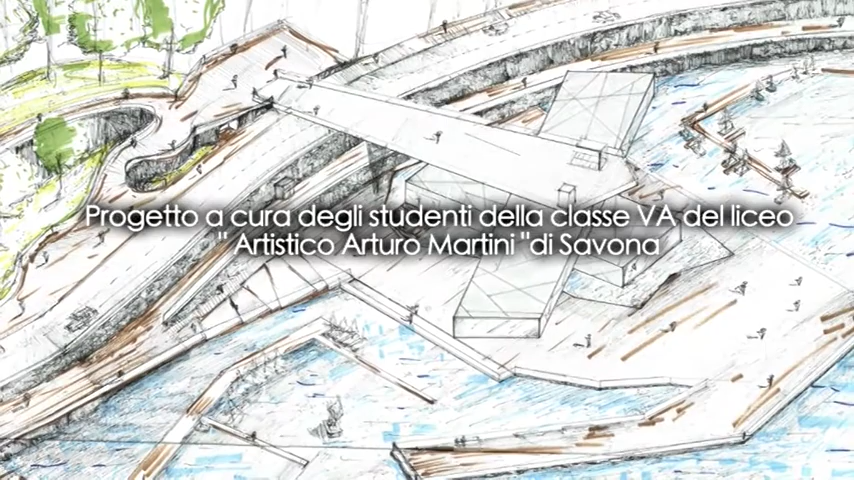 Progetto a cura degli studenti della classe VA del liceo
" Artistico Arturo Martini "di Savona